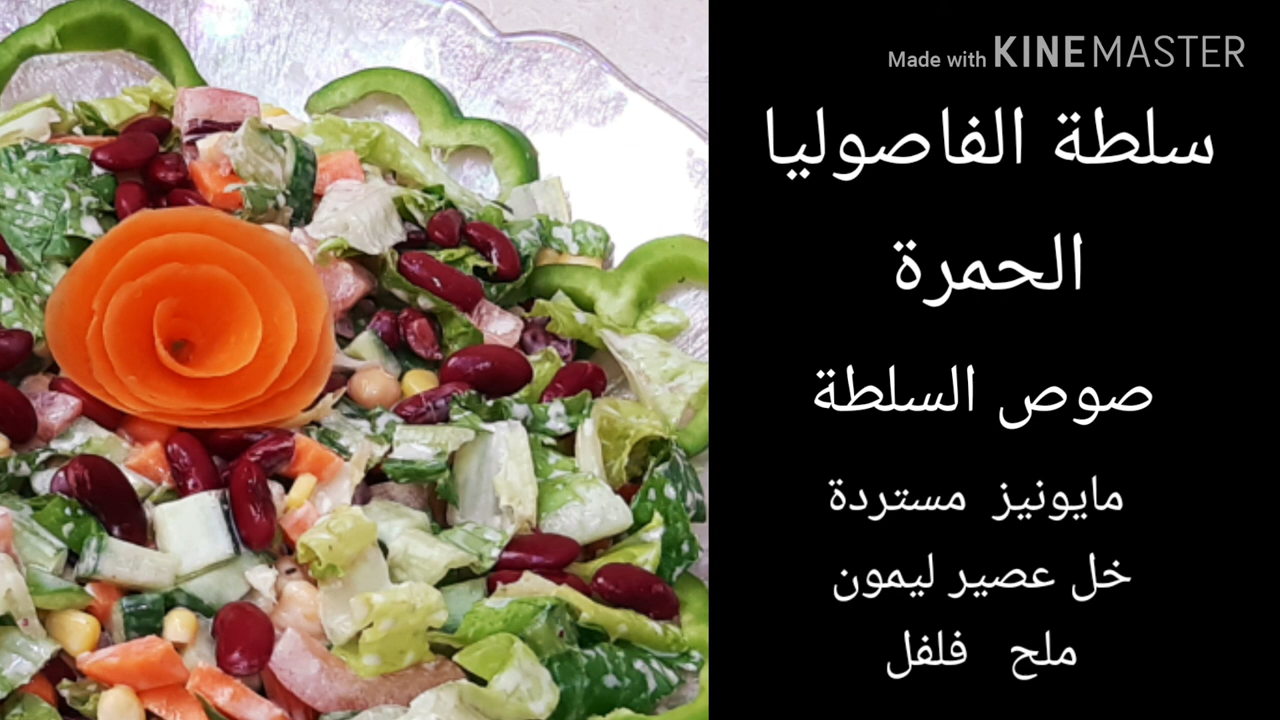 Made with KINEMASTER
سلطة الفاصوليا
الحمرة
صوص السلطة
مايونيز مستردة
خل عصير ليمون
ملح فلفل